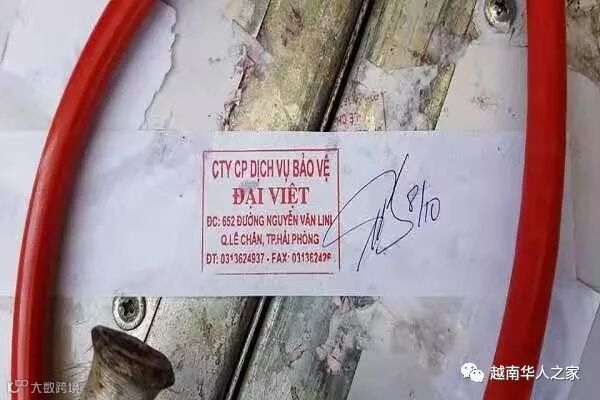 CTY CP DỊCH VỤ BẢO VỆ
ĐẠI VIỆT
ĐC: 652 ĐƯỜNG NGUYỄN VĂN LINH
Q.LÊ CHÂN, TP.HẢI PHÒNG
ĐT: 0313624937 - FAX: 031362426
8/10
越南华人之家
大数跨境